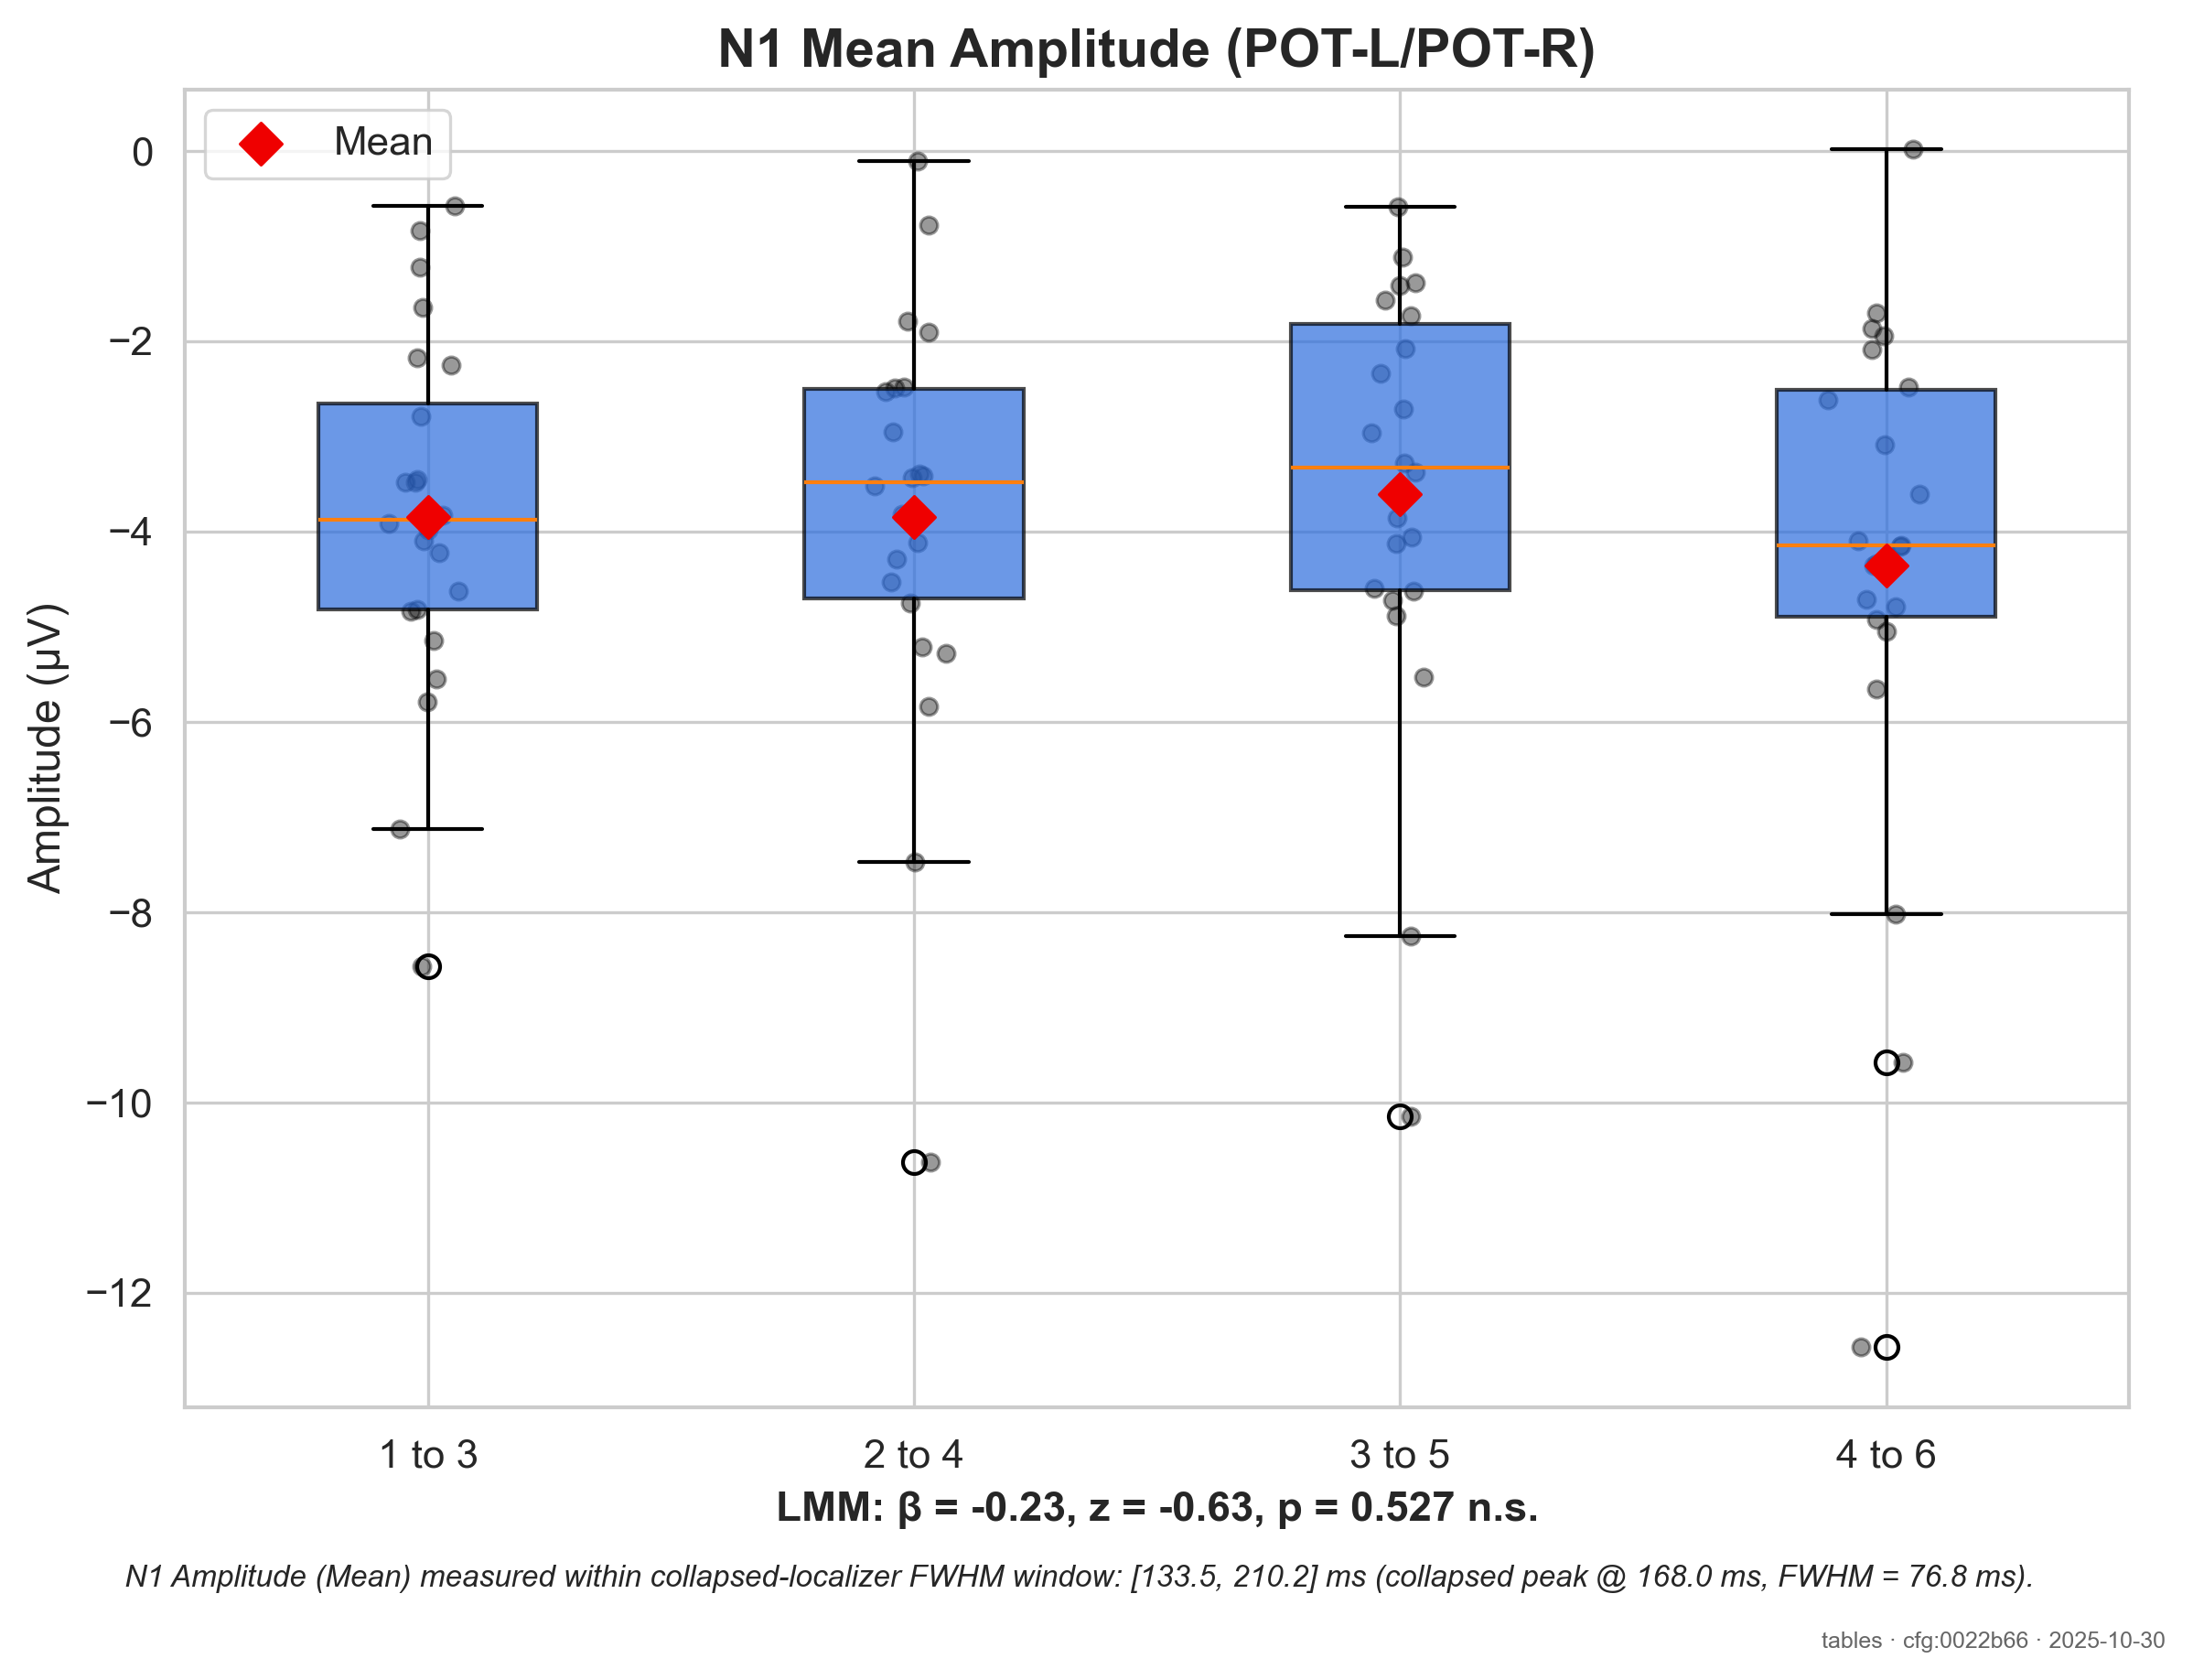 N1 Mean Amplitude (POT-L/POT-R)
Mean
0
−2
−4
−6
−8
−10
−12
Amplitude (µV)
1 to 3
2 to 4
3 to 5
4 to 6
LMM: β = -0.23, z = -0.63, p = 0.527 n.s.
N1 Amplitude (Mean) measured within collapsed-localizer FWHM window: [133.5, 210.2] ms (collapsed peak @ 168.0 ms, FWHM = 76.8 ms).
tables · cfg:0022b66 · 2025-10-30